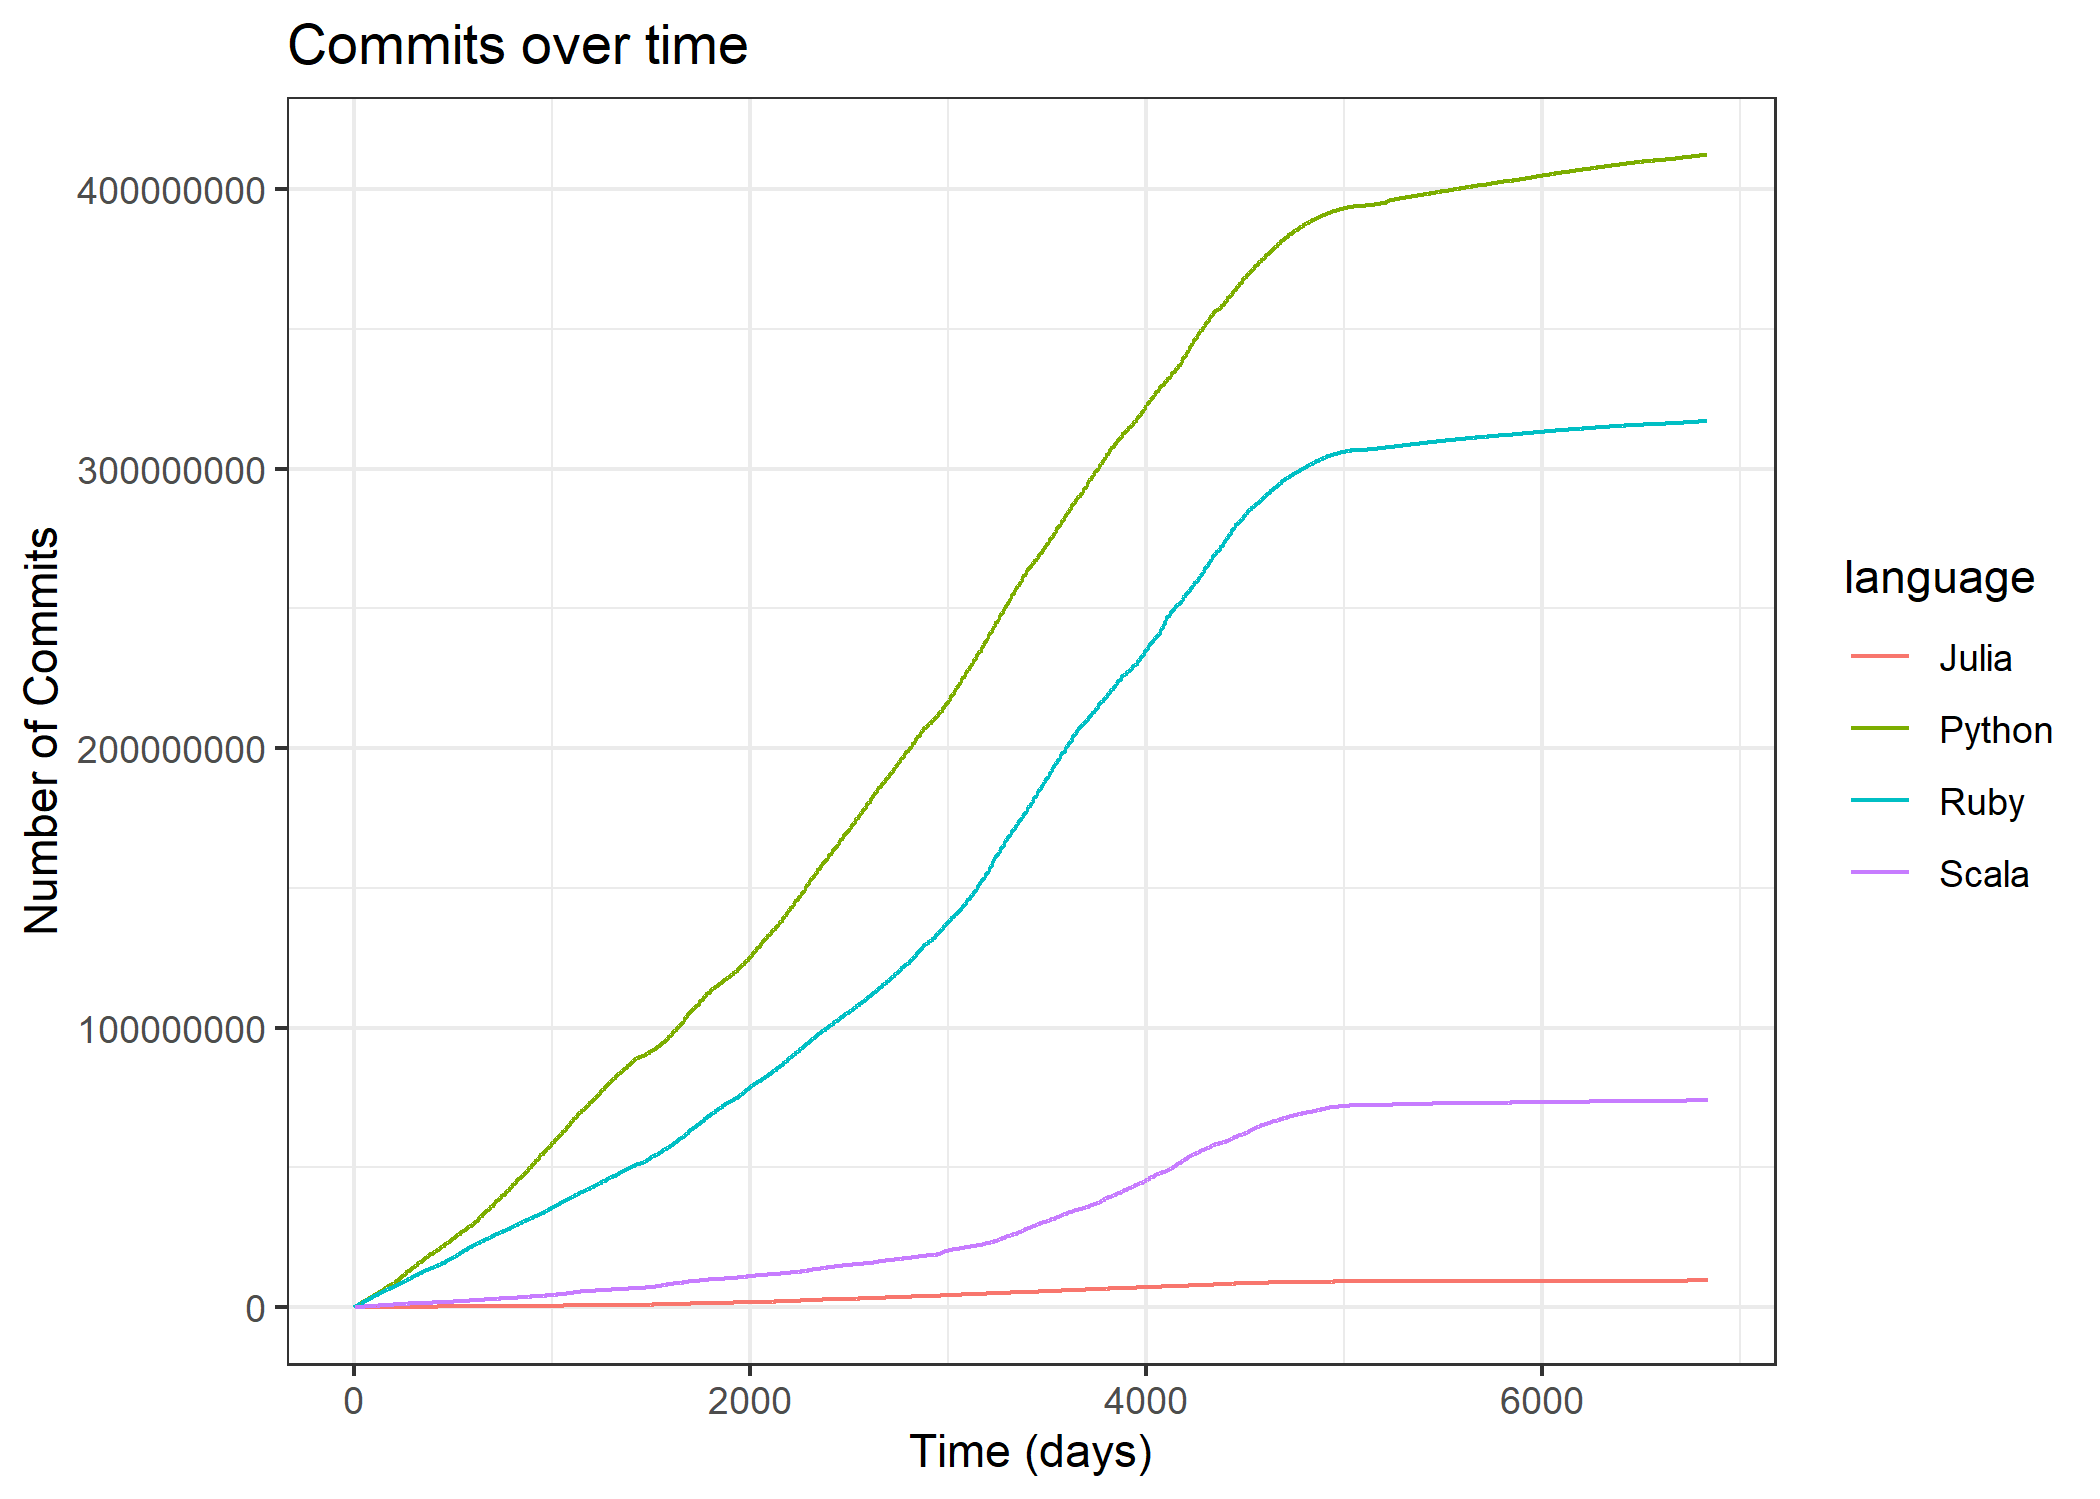 Commits over time
400000000
300000000
200000000
100000000
0
Number of Commits
0 2000 4000 6000
Time (days)
language
Julia
Python
Ruby
Scala